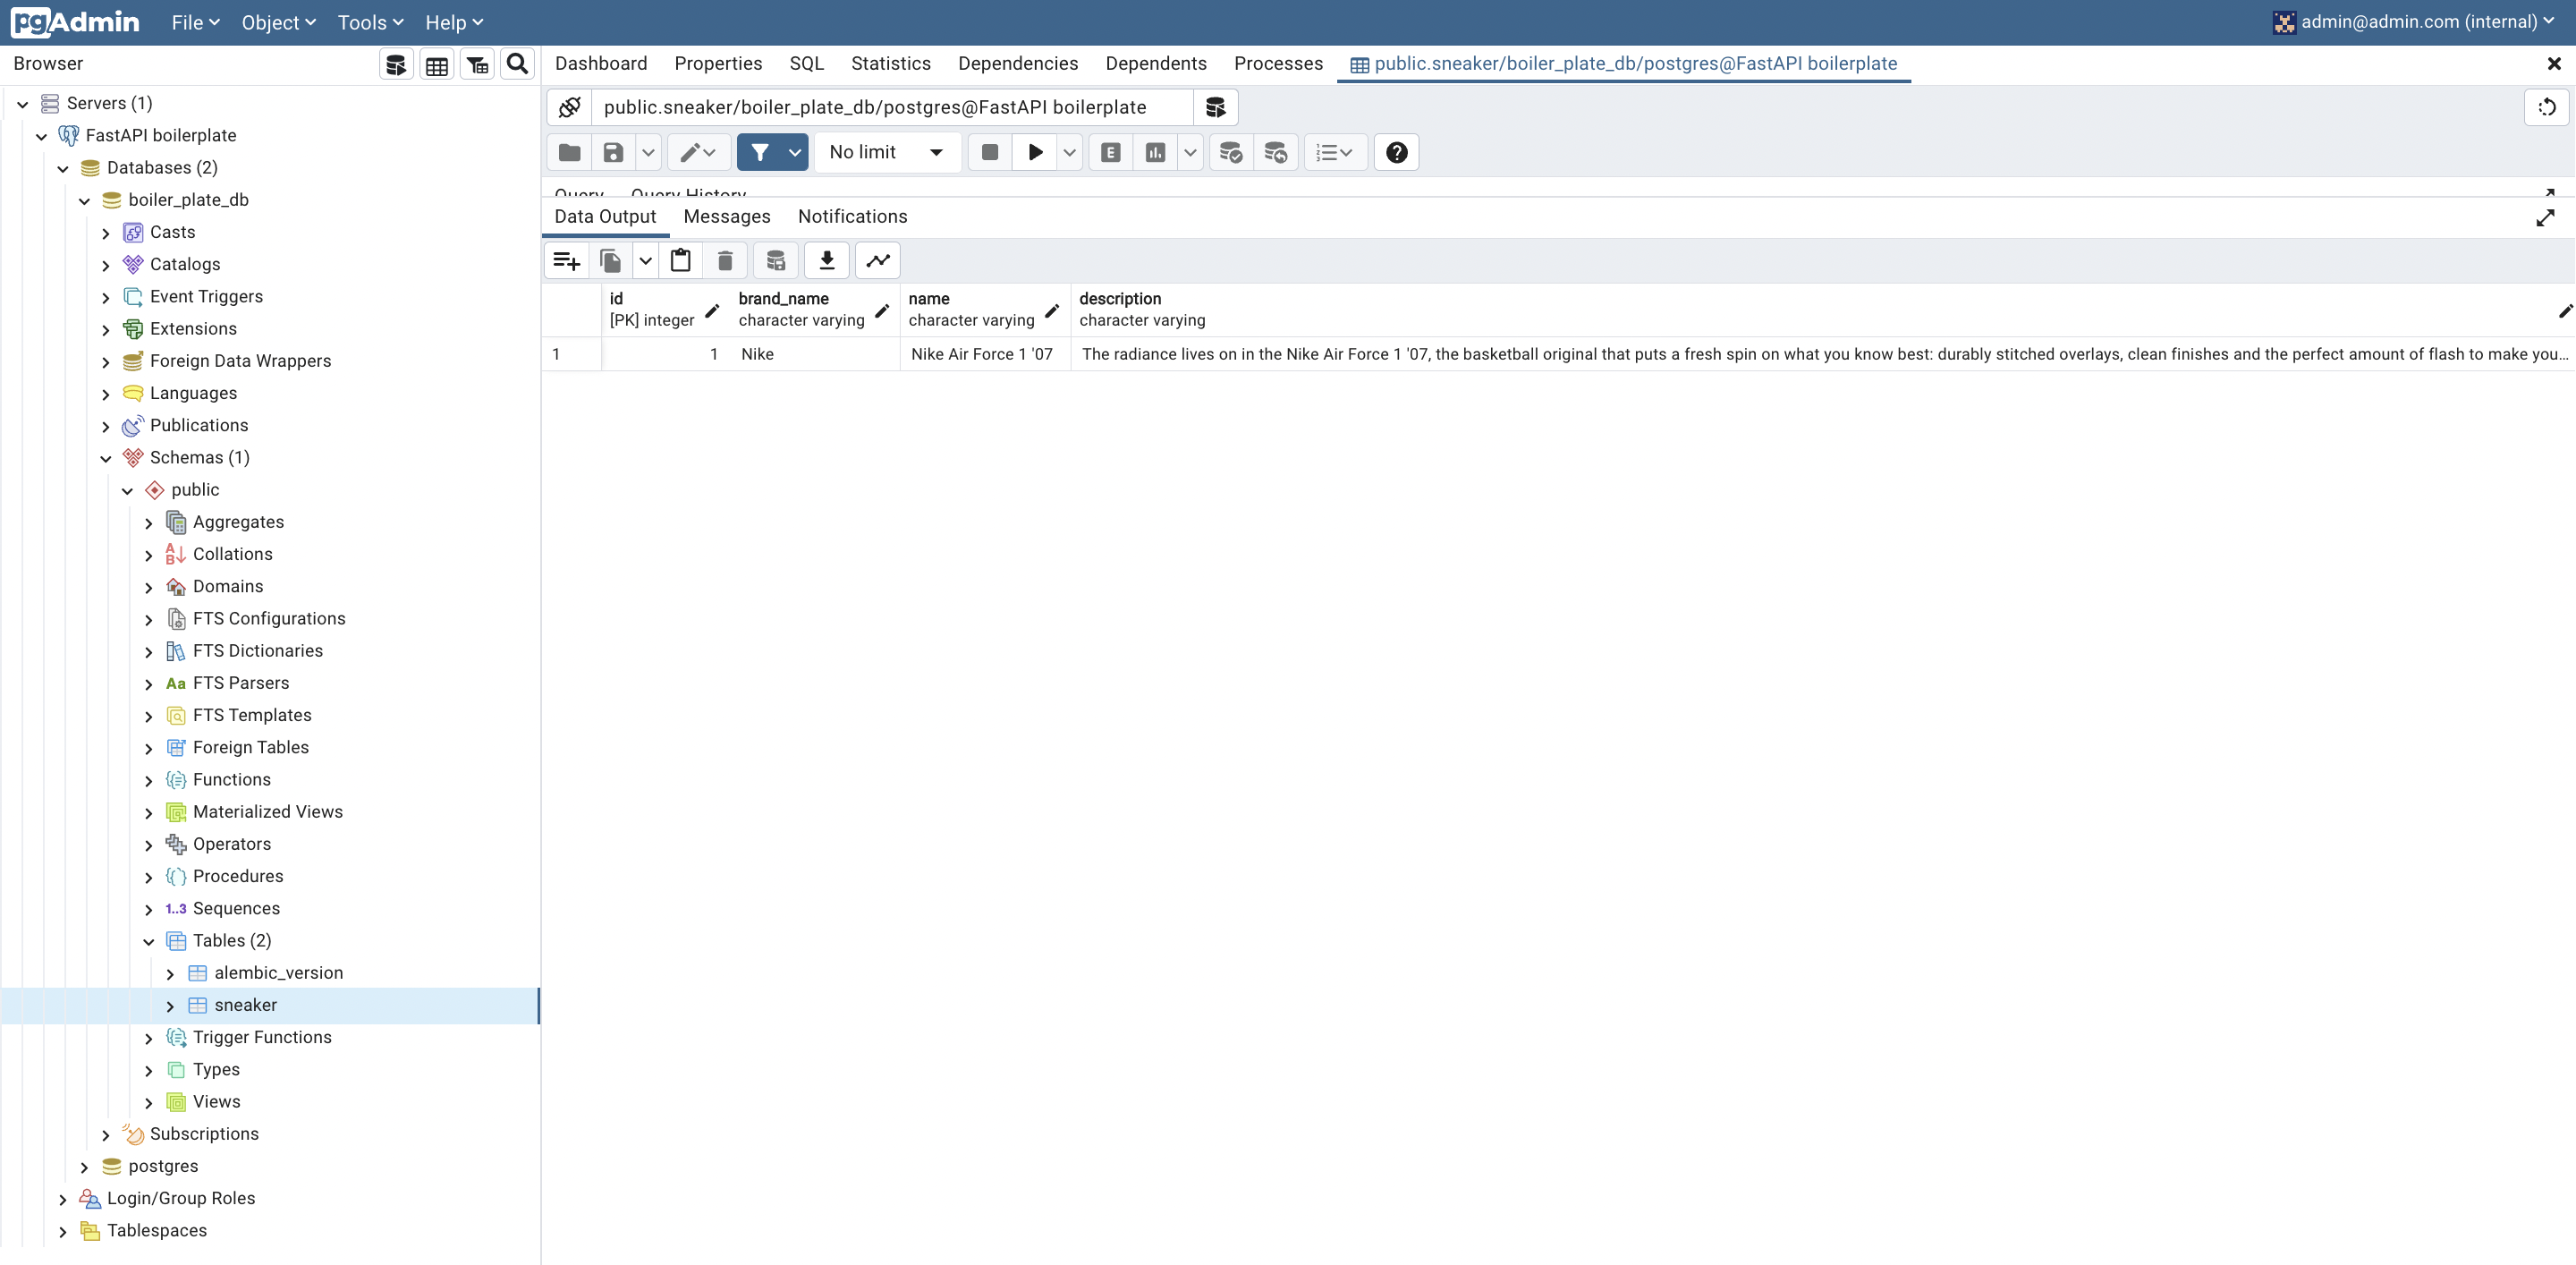 pgAdmin File Object Tools Help admin@admin.com (internal)
Browser
Servers (1)
FastAPI boilerplate
Databases (2)
boiler_plate_db
Casts
Catalogs
Event Triggers
Extensions
Foreign Data Wrappers
Languages
Publications
Schemas (1)
public
Aggregates
Collations
Domains
FTS Configurations
FTS Dictionaries
Aa FTS Parsers
FTS Templates
Foreign Tables
Functions
Materialized Views
Operators
Procedures
1..3 Sequences
Tables (2)
alembic_version
sneaker
Trigger Functions
Types
Views
Subscriptions
postgres
Login/Group Roles
Tablespaces
Dashboard Properties SQL Statistics Dependencies Dependents Processes public.sneaker/boiler_plate_db/postgres@FastAPI boilerplate
public.sneaker/boiler_plate_db/postgres@FastAPI boilerplate
No limit E
Query Query History
Data Output Messages Notifications
id brand_name name description
[PK] integer character varying character varying character varying
1 1 Nike Nike Air Force 1 '07 The radiance lives on in the Nike Air Force 1 '07, the basketball original that puts a fresh spin on what you know best: durably stitched overlays, clean finishes and the perfect amount of flash to make you...